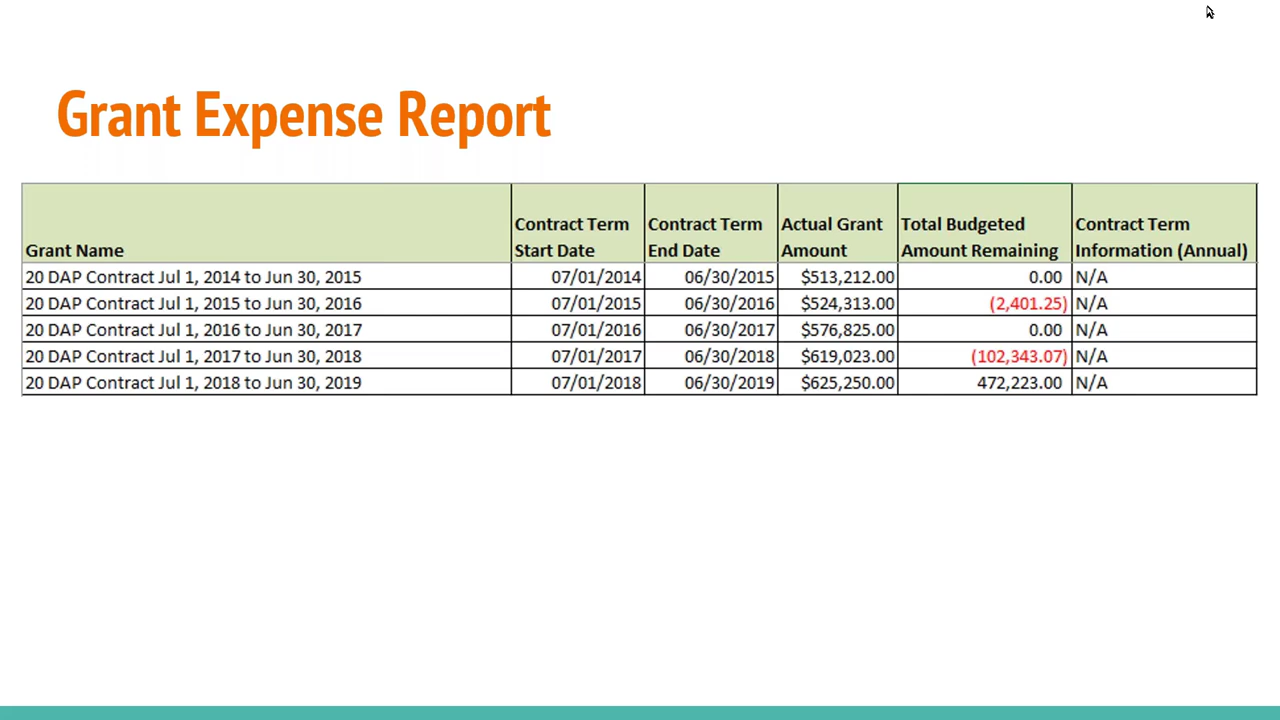 Grant Expense Report
Grant Name Contract Term Start Date Contract Term End Date Actual Grant Amount Total Budgeted Amount Remaining Contract Term Information (Annual)
20 DAP Contract Jul 1, 2014 to Jun 30, 2015 07/01/2014 06/30/2015 $513,212.00 0.00 N/A
20 DAP Contract Jul 1, 2015 to Jun 30, 2016 07/01/2015 06/30/2016 $524,313.00 (2,401.25) N/A
20 DAP Contract Jul 1, 2016 to Jun 30, 2017 07/01/2016 06/30/2017 $576,825.00 0.00 N/A
20 DAP Contract Jul 1, 2017 to Jun 30, 2018 07/01/2017 06/30/2018 $619,023.00 (102,343.07) N/A
20 DAP Contract Jul 1, 2018 to Jun 30, 2019 07/01/2018 06/30/2019 $625,250.00 472,223.00 N/A